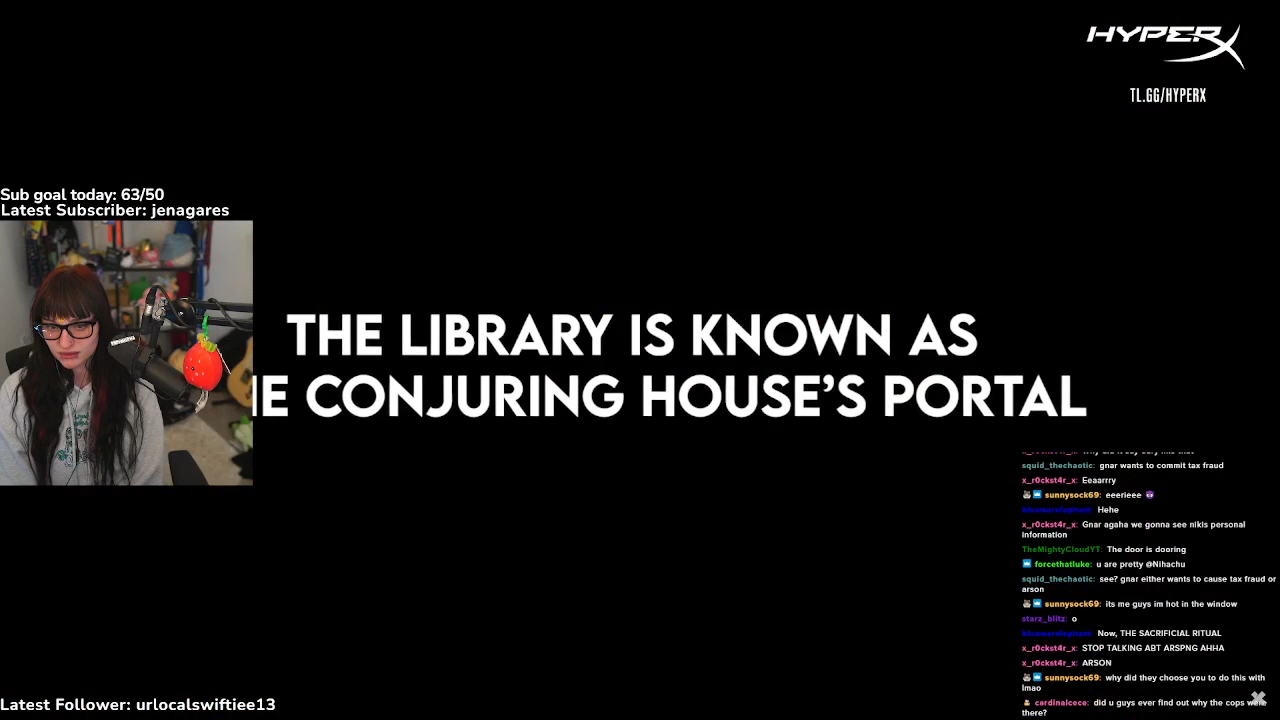 HYPERX
TL.GG/HYPERX
Sub goal today: 63/50
Latest Subscriber: jenagares
THE LIBRARY IS KNOWN AS
HE CONJURING HOUSE'S PORTAL
squid_thechaotic: gnar wants to commit tax fraud
x_r0ckst4r_x: Eeaarrry
sunnysock69: eeerieee
Hehe
x_r0ckst4r_x: Gnar agaha we gonna see nikis personal
information
TheMightyCloudYT: The door is dooring
forcethatluke: u are pretty @Nihachu
squid_thechaotic: see? gnar either wants to cause tax fraud or
arson
sunnysock69: its me guys im hot in the window
starz_blitz: o
Now, THE SACRIFICIAL RITUAL
x_r0ckst4r_x: STOP TALKING ABT ARSPNG AHHA
x_r0ckst4r_x: ARSON
sunnysock69: why did they choose you to do this with
lmao
cardinalcece: did u guys ever find out why the cops were
there?
Latest Follower: urlocalswiftiee13